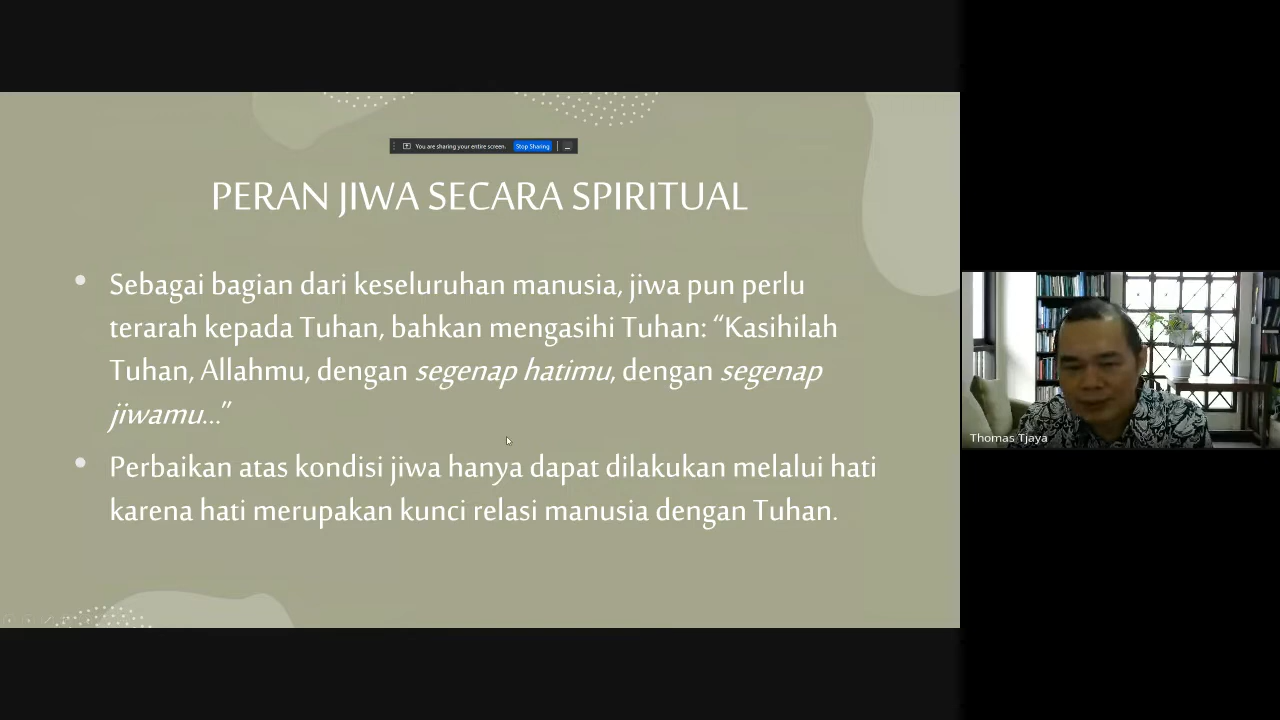 You are sharing your entire screen. Stop Sharing
PERAN JIWA SECARA SPIRITUAL
• Sebagai bagian dari keseluruhan manusia, jiwa pun perlu
terarah kepada Tuhan, bahkan mengasihi Tuhan: “Kasihilah
Tuhan, Allahmu, dengan segenap hatimu, dengan segenap
jiwamu...”
• Perbaikan atas kondisi jiwa hanya dapat dilakukan melalui hati
karena hati merupakan kunci relasi manusia dengan Tuhan.
Thomas Tjaya